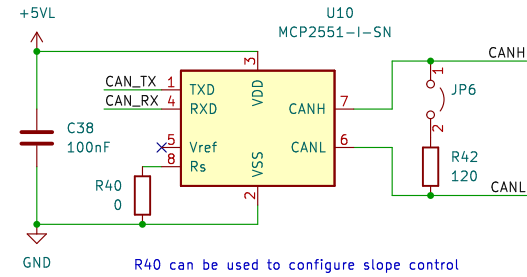 +5VL
U10
MCP2551-I-SN
CANH
3
VDD
CAN_TX
1
TXD
CAN_RX
4
RXD
CANH
7
1
JP6
2
C38
100nF
5
Vref
8
Rs
CANL
6
VSS
2
R40
0
R42
120
CANL
GND
R40 can be used to configure slope control